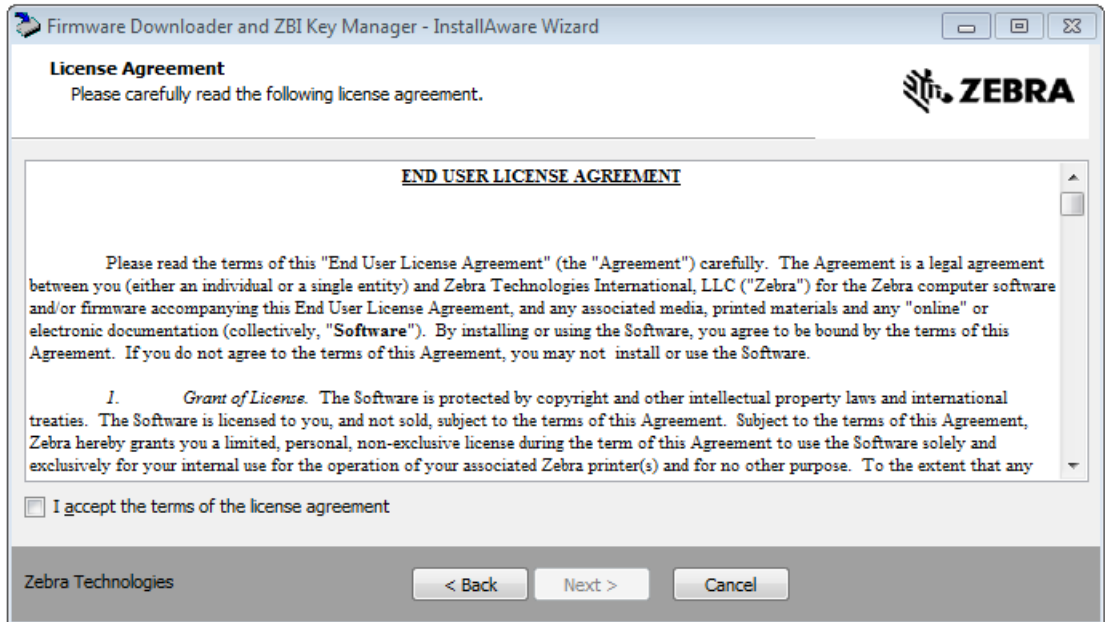 Firmware Downloader and ZBI Key Manager - InstallAware Wizard
License Agreement
Please carefully read the following license agreement.
ZEBRA
END USER LICENSE AGREEMENT
Please read the terms of this "End User License Agreement" (the "Agreement") carefully. The Agreement is a legal agreement
between you (either an individual or a single entity) and Zebra Technologies International, LLC ("Zebra") for the Zebra computer software
and/or firmware accompanying this End User License Agreement, and any associated media, printed materials and any "online" or
electronic documentation (collectively, "Software"). By installing or using the Software, you agree to be bound by the terms of this
Agreement. If you do not agree to the terms of this Agreement, you may not install or use the Software.
1. Grant of License. The Software is protected by copyright and other intellectual property laws and international
treaties. The Software is licensed to you, and not sold, subject to the terms of this Agreement. Subject to the terms of this Agreement,
Zebra hereby grants you a limited, personal, non-exclusive license during the term of this Agreement to use the Software solely and
exclusively for your internal use for the operation of your associated Zebra printer(s) and for no other purpose. To the extent that any
I accept the terms of the license agreement
Zebra Technologies
< Back
Next >
Cancel